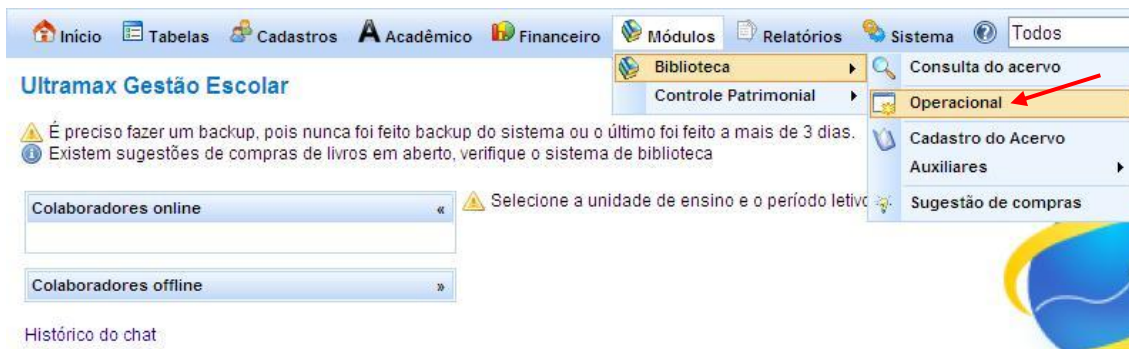 Início Tabelas Cadastros Acadêmico Financeiro Módulos Relatórios Sistema Todos
Biblioteca
Controle Patrimonial
Consulta do acervo
Operacional
Cadastro do Acervo
Auxiliares
Sugestão de compras
Ultramax Gestão Escolar
É preciso fazer um backup, pois nunca foi feito backup do sistema ou o último foi feito a mais de 3 dias.
Existem sugestões de compras de livros em aberto, verifique o sistema de biblioteca
Colaboradores online «
Selecione a unidade de ensino e o período letivo
Colaboradores offline »
Histórico do chat